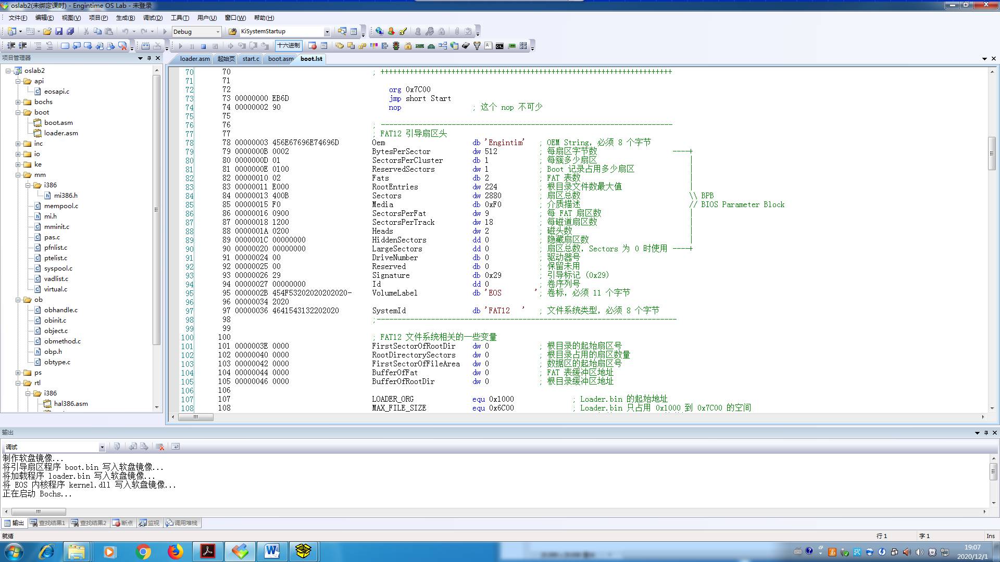 oslab2(未绑定课时) - Engintime OS Lab - 未登录
文件(F) 编辑(E) 视图(V) 项目(P) 生成(B) 调试(D) 工具(T) 用户(U) 窗口(W) 帮助(H)
Debug KiSystemStartup
十六进制
项目管理器
loader.asm 起始页 start.c boot.asm boot.lst
oslab2
api
eosapi.c
bochs
boot
boot.asm
loader.asm
inc
io
ke
mm
i386
mi386.h
mempool.c
mi.h
mminit.c
pas.c
pfnlist.c
ptelist.c
syspool.c
vadlist.c
virtual.c
ob
obhandle.c
obinit.c
object.c
obmethod.c
obp.h
obtype.c
ps
rtl
i386
hal386.asm
70 70 ; ++++++++++++++++++++++++++++++++++++++++++++++++++++++++++++++++++++++
71 71
72 72 org 0x7C00
73 73 00000000 EB6D jmp short Start
74 74 00000002 90 nop ; 这个 nop 不可少
75 75
76 76 ; ----------------------------------------------------------------------
77 77 ; FAT12 引导扇区头
78 78 00000003 456E67696E74696D Oem db 'Engintim' ; OEM String, 必须 8 个字节
79 79 0000000B 0002 BytesPerSector dw 512 ; 每扇区字节数 ----+
80 80 0000000D 01 SectorsPerCluster db 1 ; 每簇多少扇区 |
81 81 0000000E 0100 ReservedSectors dw 1 ; Boot 记录占用多少扇区 |
82 82 00000010 02 Fats db 2 ; FAT 表数 |
83 83 00000011 E000 RootEntries dw 224 ; 根目录文件数最大值 |
84 84 00000013 400B Sectors dw 2880 ; 扇区总数 \\ BPB
85 85 00000015 F0 Media db 0xF0 ; 介质描述 // BIOS Parameter Block
86 86 00000016 0900 SectorsPerFat dw 9 ; 每 FAT 扇区数 |
87 87 00000018 1200 SectorsPerTrack dw 18 ; 每磁道扇区数 |
88 88 0000001A 0200 Heads dw 2 ; 磁头数 |
89 89 0000001C 00000000 HiddenSectors dd 0 ; 隐藏扇区数 |
90 90 00000020 00000000 LargeSectors dd 0 ; 扇区总数, Sectors 为 0 时使用 ----+
91 91 00000024 00 DriveNumber db 0 ; 驱动器号
92 92 00000025 00 Reserved db 0 ; 保留未用
93 93 00000026 29 Signature db 0x29 ; 引导标记 (0x29)
94 94 00000027 00000000 Id dd 0 ; 卷序列号
95 95 0000002B 454F53202020202020- VolumeLabel db 'EOS        '; 卷标, 必须 11 个字节
96 96 00000034 2020
97 97 00000036 4641543132202020 SystemId db 'FAT12   ' ; 文件系统类型, 必须 8 个字节
98 98 ;------------------------------------------------------------------------
99 99
100 100 ; FAT12 文件系统相关的一些变量
101 101 0000003E 0000 FirstSectorOfRootDir dw 0 ; 根目录的起始扇区号
102 102 00000040 0000 RootDirectorySectors dw 0 ; 根目录占用的扇区数量
103 103 00000042 0000 FirstSectorOfFileArea dw 0 ; 数据区的起始扇区号
104 104 00000044 0000 BufferOfFat dw 0 ; FAT 表缓冲区地址
105 105 00000046 0000 BufferOfRootDir dw 0 ; 根目录缓冲区地址
106 106
107 107 LOADER_ORG equ 0x1000 ; Loader.bin 的起始地址
108 108 MAX_FILE_SIZE equ 0x6C00 ; Loader.bin 只占用 0x1000 到 0x7C00 的空间
输出
调试
制作软盘镜像...
将引导扇区程序 boot.bin 写入软盘镜像...
将加载程序 loader.bin 写入软盘镜像...
将 EOS 内核程序 kernel.dll 写入软盘镜像...
正在启动 Bochs...
输出 查找结果1 查找结果2 断点 监视 调用堆栈
就绪 行 1 字 1 Ins
19:07
2020/12/1